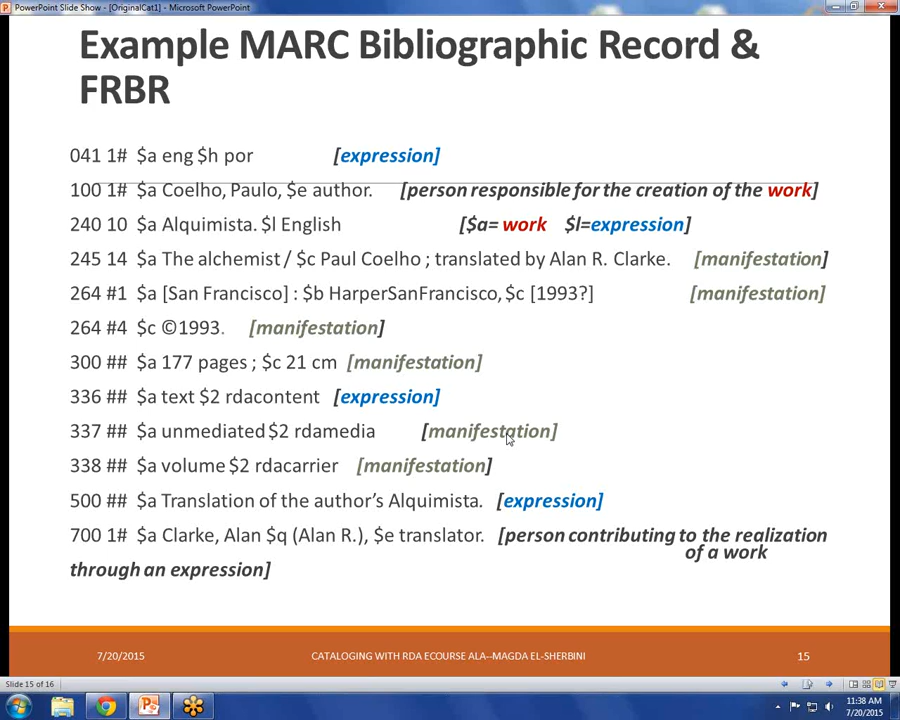 PowerPoint Slide Show - [OriginalCat1] - Microsoft PowerPoint
Example MARC Bibliographic Record &
FRBR
041 1# $a eng $h por [expression]
100 1# $a Coelho, Paulo, $e author. [person responsible for the creation of the work]
240 10 $a Alquimista. $l English [$a= work $l=expression]
245 14 $a The alchemist / $c Paul Coelho ; translated by Alan R. Clarke. [manifestation]
264 #1 $a [San Francisco] : $b HarperSanFrancisco, $c [1993?] [manifestation]
264 #4 $c ©1993. [manifestation]
300 ## $a 177 pages ; $c 21 cm [manifestation]
336 ## $a text $2 rdacontent [expression]
337 ## $a unmediated $2 rdamedia [manifestation]
338 ## $a volume $2 rdacarrier [manifestation]
500 ## $a Translation of the author’s Alquimista. [expression]
700 1# $a Clarke, Alan $q (Alan R.), $e translator. [person contributing to the realization
of a work
through an expression]
7/20/2015 CATALOGING WITH RDA ECOURSE ALA--MAGDA EL-SHERBINI 15
Slide 15 of 16
11:38 AM
7/20/2015